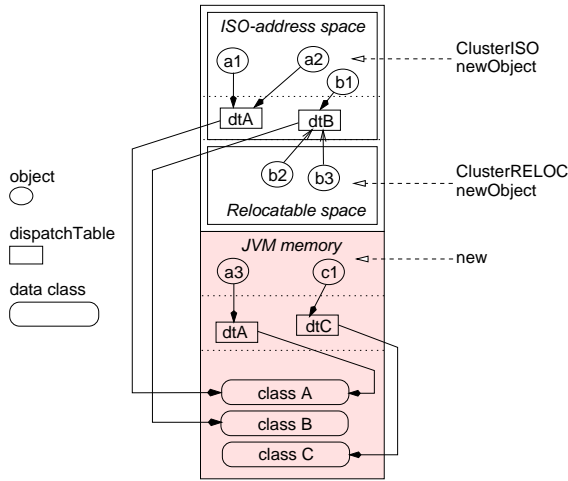 ISO-address space
a1
a2
b1
ClusterISO
newObject
dtA
dtB
b2
b3
ClusterRELOC
newObject
Relocatable space
object
dispatchTable
data class
JVM memory
new
a3
c1
dtA
dtC
class A
class B
class C